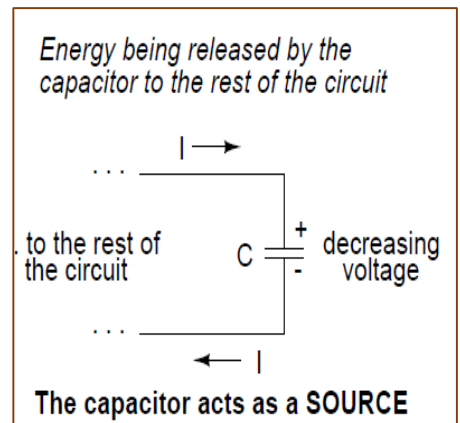 Energy being released by the
capacitor to the rest of the circuit
I
. . .
. to the rest of
the circuit
C
+
-
decreasing
voltage
. . .
I
The capacitor acts as a SOURCE